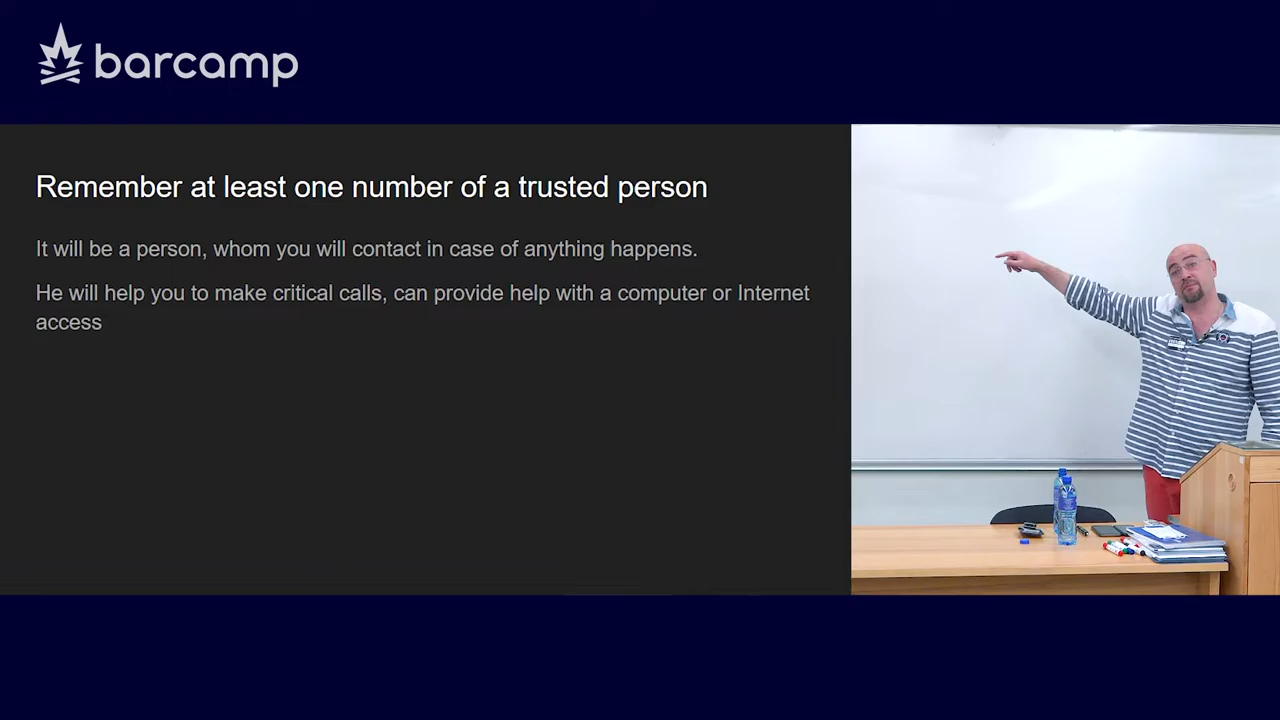 barcamp
Remember at least one number of a trusted person
It will be a person, whom you will contact in case of anything happens.
He will help you to make critical calls, can provide help with a computer or Internet
access